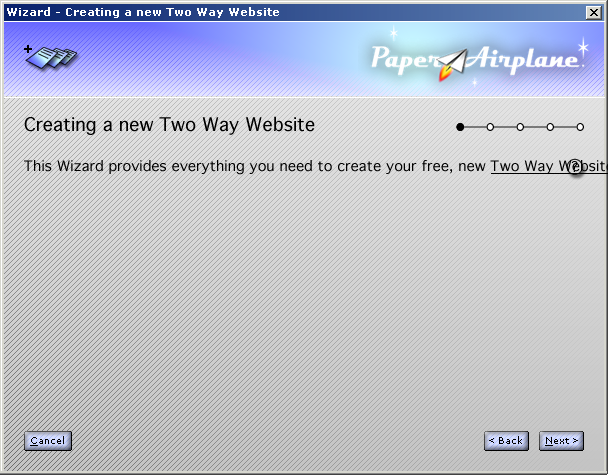 Wizard - Creating a new Two Way Website
Paper Airplane
Creating a new Two Way Website
This Wizard provides everything you need to create your free, new Two Way Website
Cancel
< Back
Next >